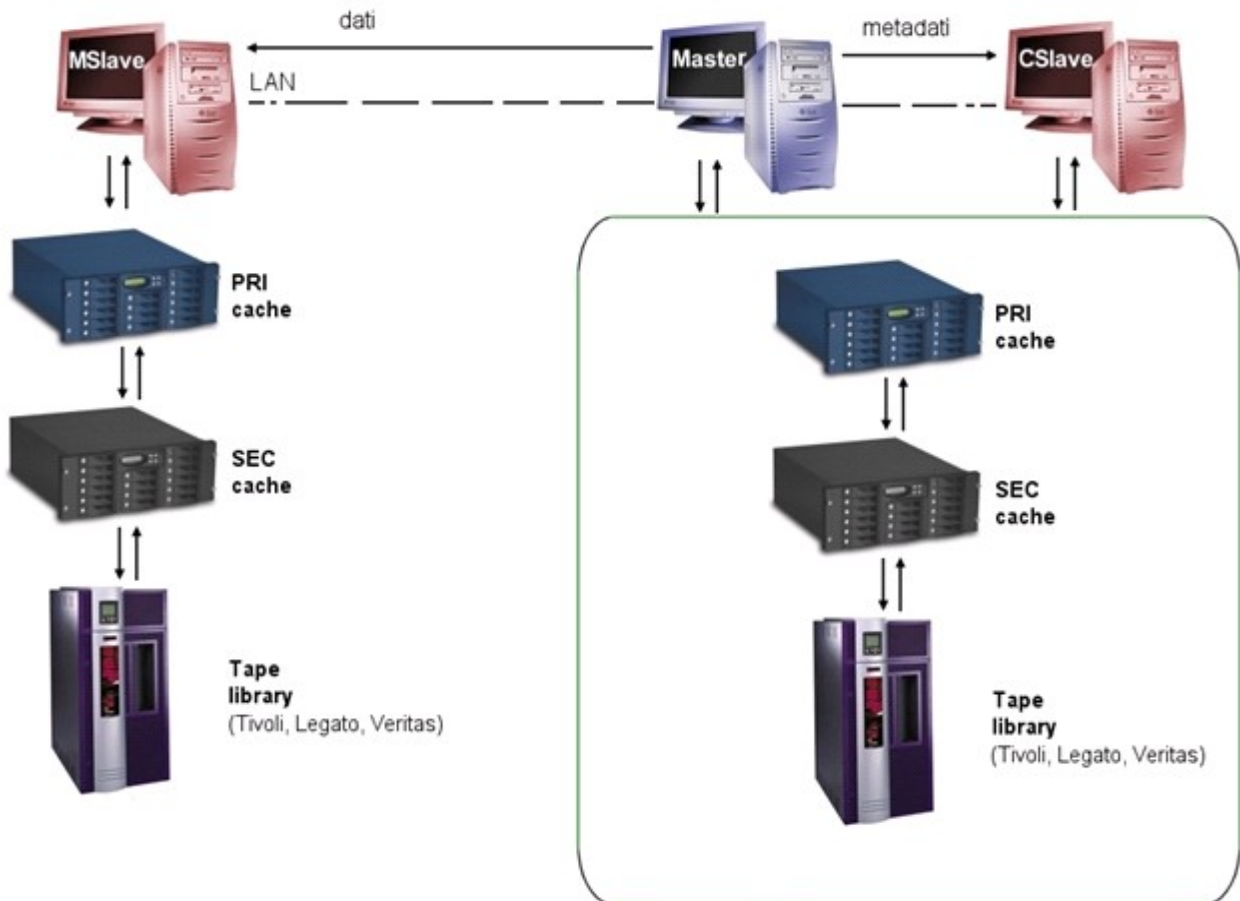 dati
metadati
MSlave
Master
CSlave
LAN
PRI
cache
SEC
cache
Tape
library
(Tivoli, Legato, Veritas)
PRI
cache
SEC
cache
Tape
library
(Tivoli, Legato, Veritas)